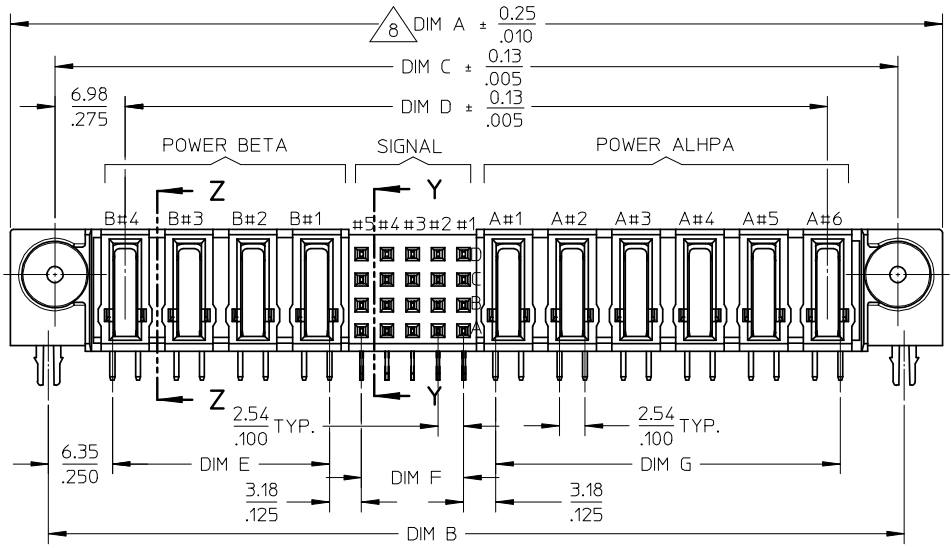 8 DIM A ± 0.25
.010
DIM C ± 0.13
.005
6.98
.275
DIM D ± 0.13
.005
POWER BETA SIGNAL POWER ALHPA
Z Y
B#4 B#3 B#2 B#1 #5 #4 #3 #2 #1 A#1 A#2 A#3 A#4 A#5 A#6
D
C
B
A
Z Y
2.54
.100 TYP.
2.54
.100 TYP.
6.35
.250
DIM E DIM F DIM G
3.18
.125
3.18
.125
DIM B